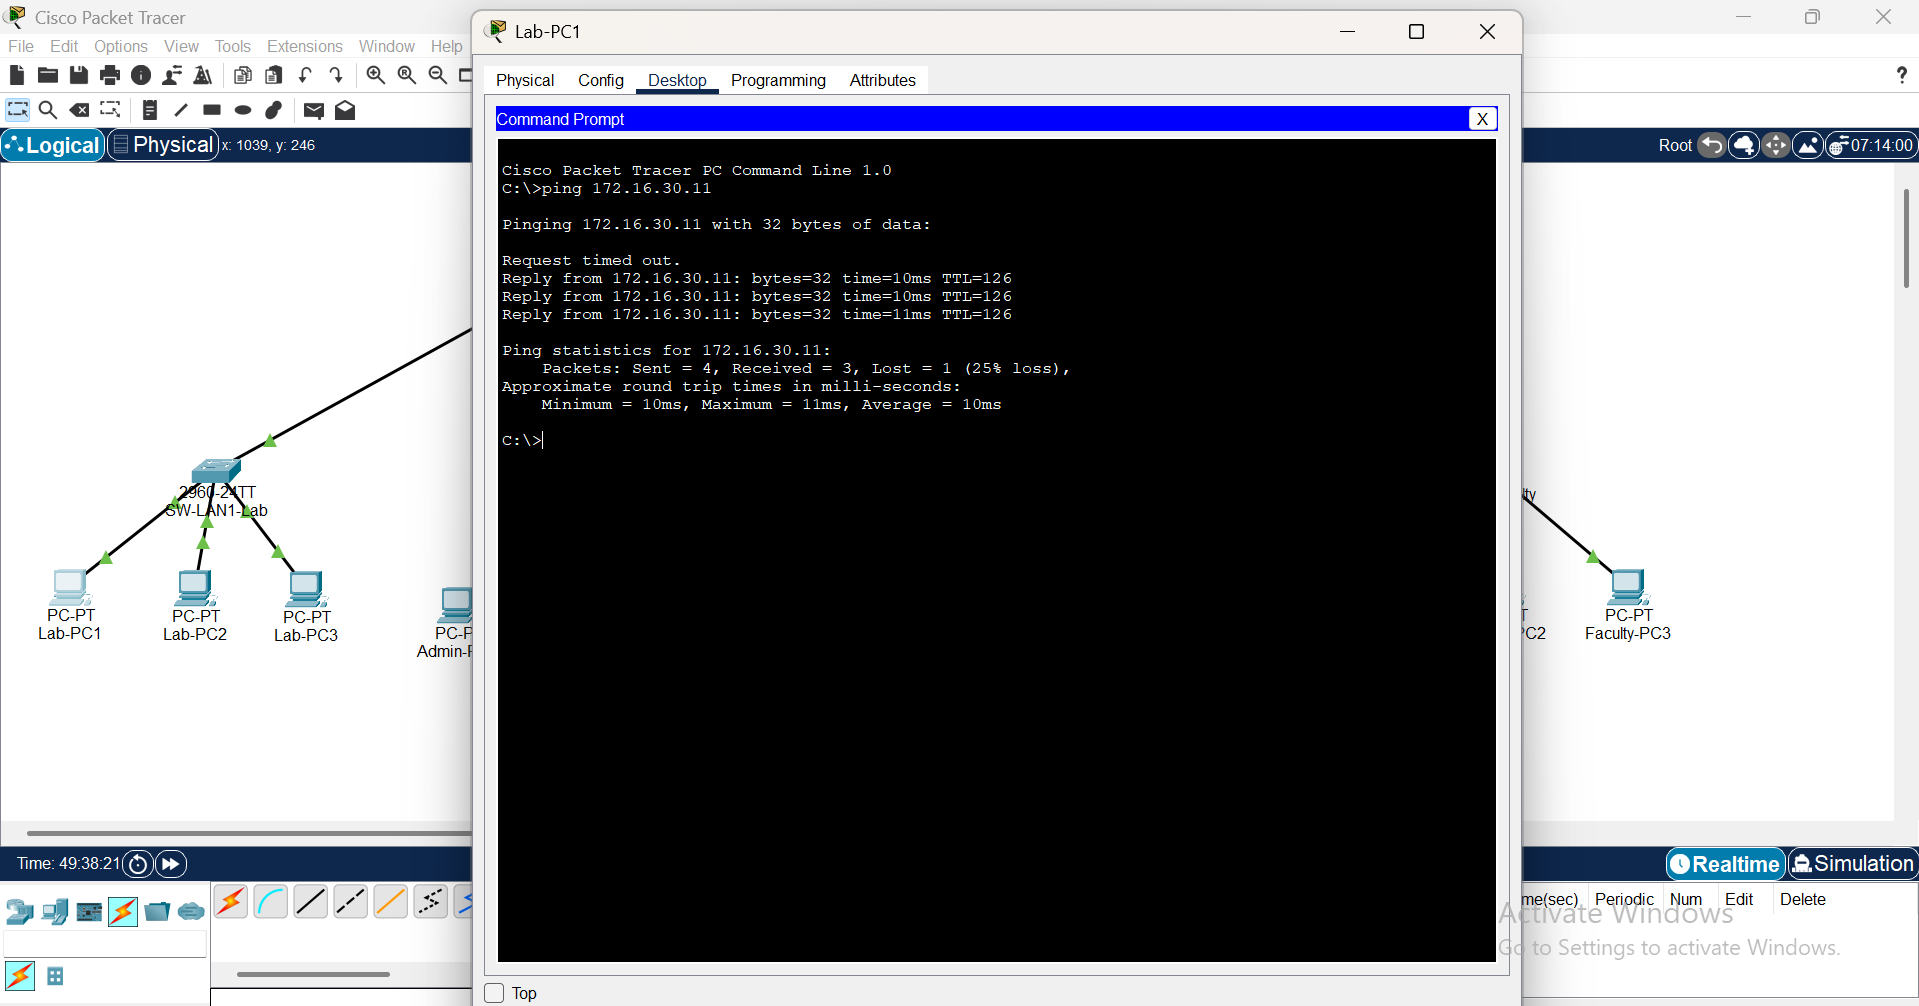 Cisco Packet Tracer
File Edit Options View Tools Extensions Window Help
Logical Physical x: 1039, y: 246
Root 07:14:00
Lab-PC1
Physical Config Desktop Programming Attributes
Command Prompt X
Cisco Packet Tracer PC Command Line 1.0
C:\>ping 172.16.30.11
Pinging 172.16.30.11 with 32 bytes of data:
Request timed out.
Reply from 172.16.30.11: bytes=32 time=10ms TTL=126
Reply from 172.16.30.11: bytes=32 time=10ms TTL=126
Reply from 172.16.30.11: bytes=32 time=11ms TTL=126
Ping statistics for 172.16.30.11:
Packets: Sent = 4, Received = 3, Lost = 1 (25% loss),
Approximate round trip times in milli-seconds:
Minimum = 10ms, Maximum = 11ms, Average = 10ms
C:\>
Top
2960-24TT
SW-LAN1-Lab
PC-PT
Lab-PC1
PC-PT
Lab-PC2
PC-PT
Lab-PC3
PC-P
Admin-
ty
PC2
PC-PT
Faculty-PC3
Time: 49:38:21
Realtime Simulation
me(sec) Periodic Num Edit Delete
Activate Windows
Go to Settings to activate Windows.